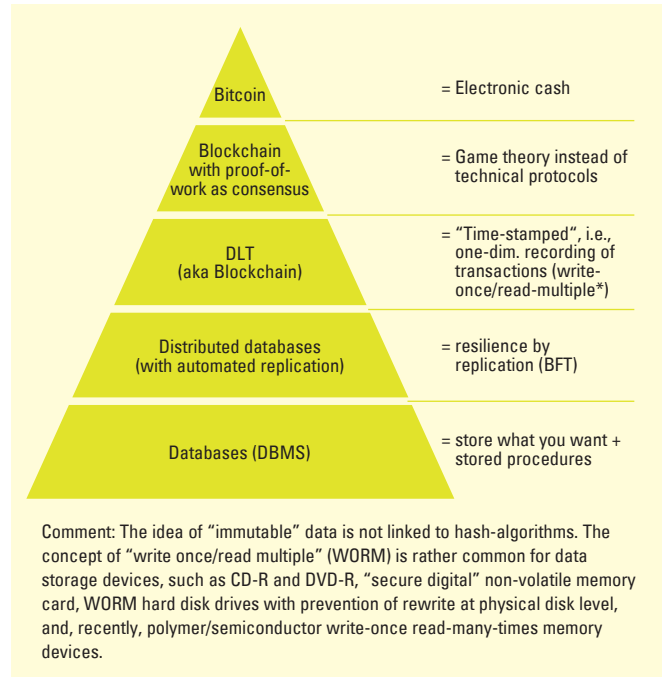 Bitcoin
= Electronic cash
Blockchain
with proof-of-
work as consensus
= Game theory instead of
technical protocols
DLT
(aka Blockchain)
= “Time-stamped“, i.e.,
one-dim. recording of
transactions (write-
once/read-multiple*)
Distributed databases
(with automated replication)
= resilience by
replication (BFT)
Databases (DBMS)
= store what you want +
stored procedures
Comment: The idea of “immutable” data is not linked to hash-algorithms. The
concept of “write once/read multiple” (WORM) is rather common for data
storage devices, such as CD-R and DVD-R, “secure digital” non-volatile memory
card, WORM hard disk drives with prevention of rewrite at physical disk level,
and, recently, polymer/semiconductor write-once read-many-times memory
devices.